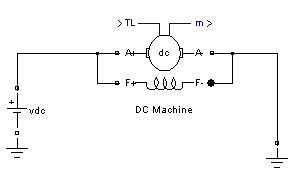 TL m
A+ dc A-
F+ F-
+
vdc
DC Machine